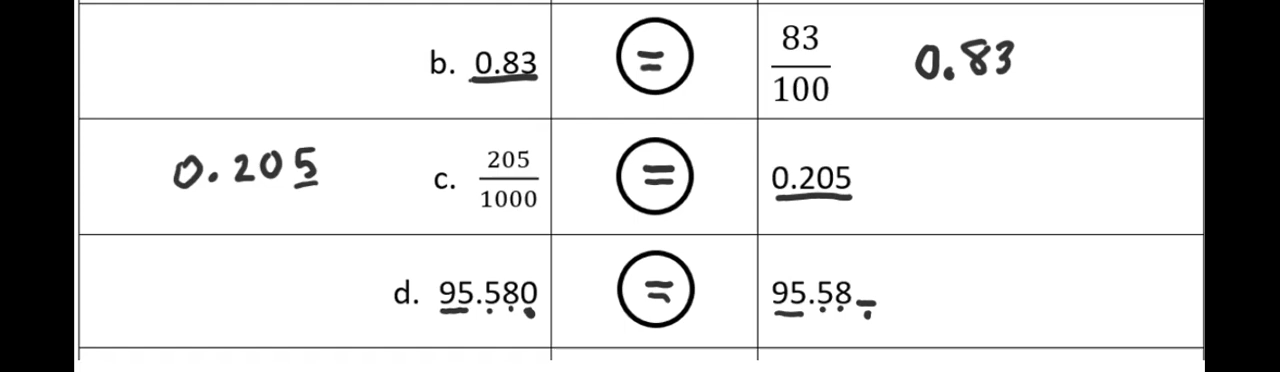 b. 0.83 = 83/100 0.83
0.205 c. 205/1000 = 0.205
d. 95.580 = 95.58